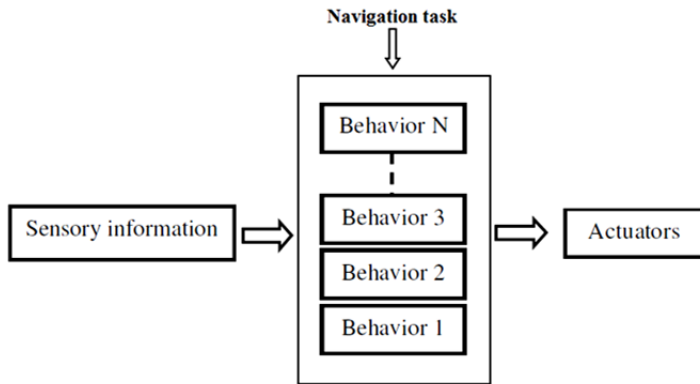 Navigation task
Behavior N
Sensory information
Behavior 3
Actuators
Behavior 2
Behavior 1